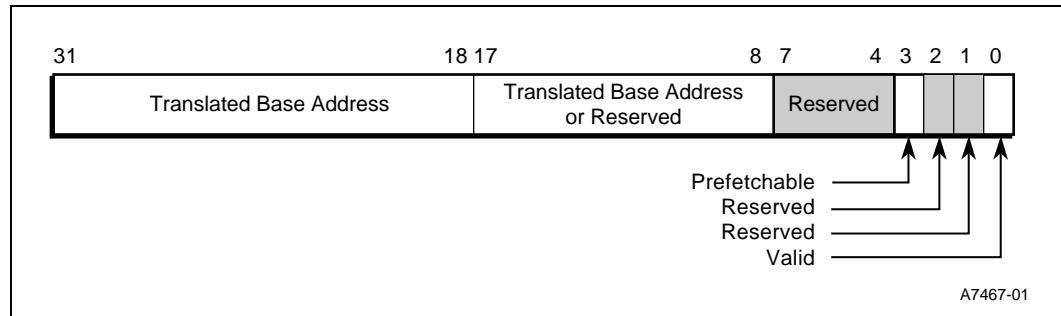 31 18 17 8 7 4 3 2 1 0
Translated Base Address
Translated Base Address
or Reserved
Reserved
Prefetchable
Reserved
Reserved
Valid
A7467-01